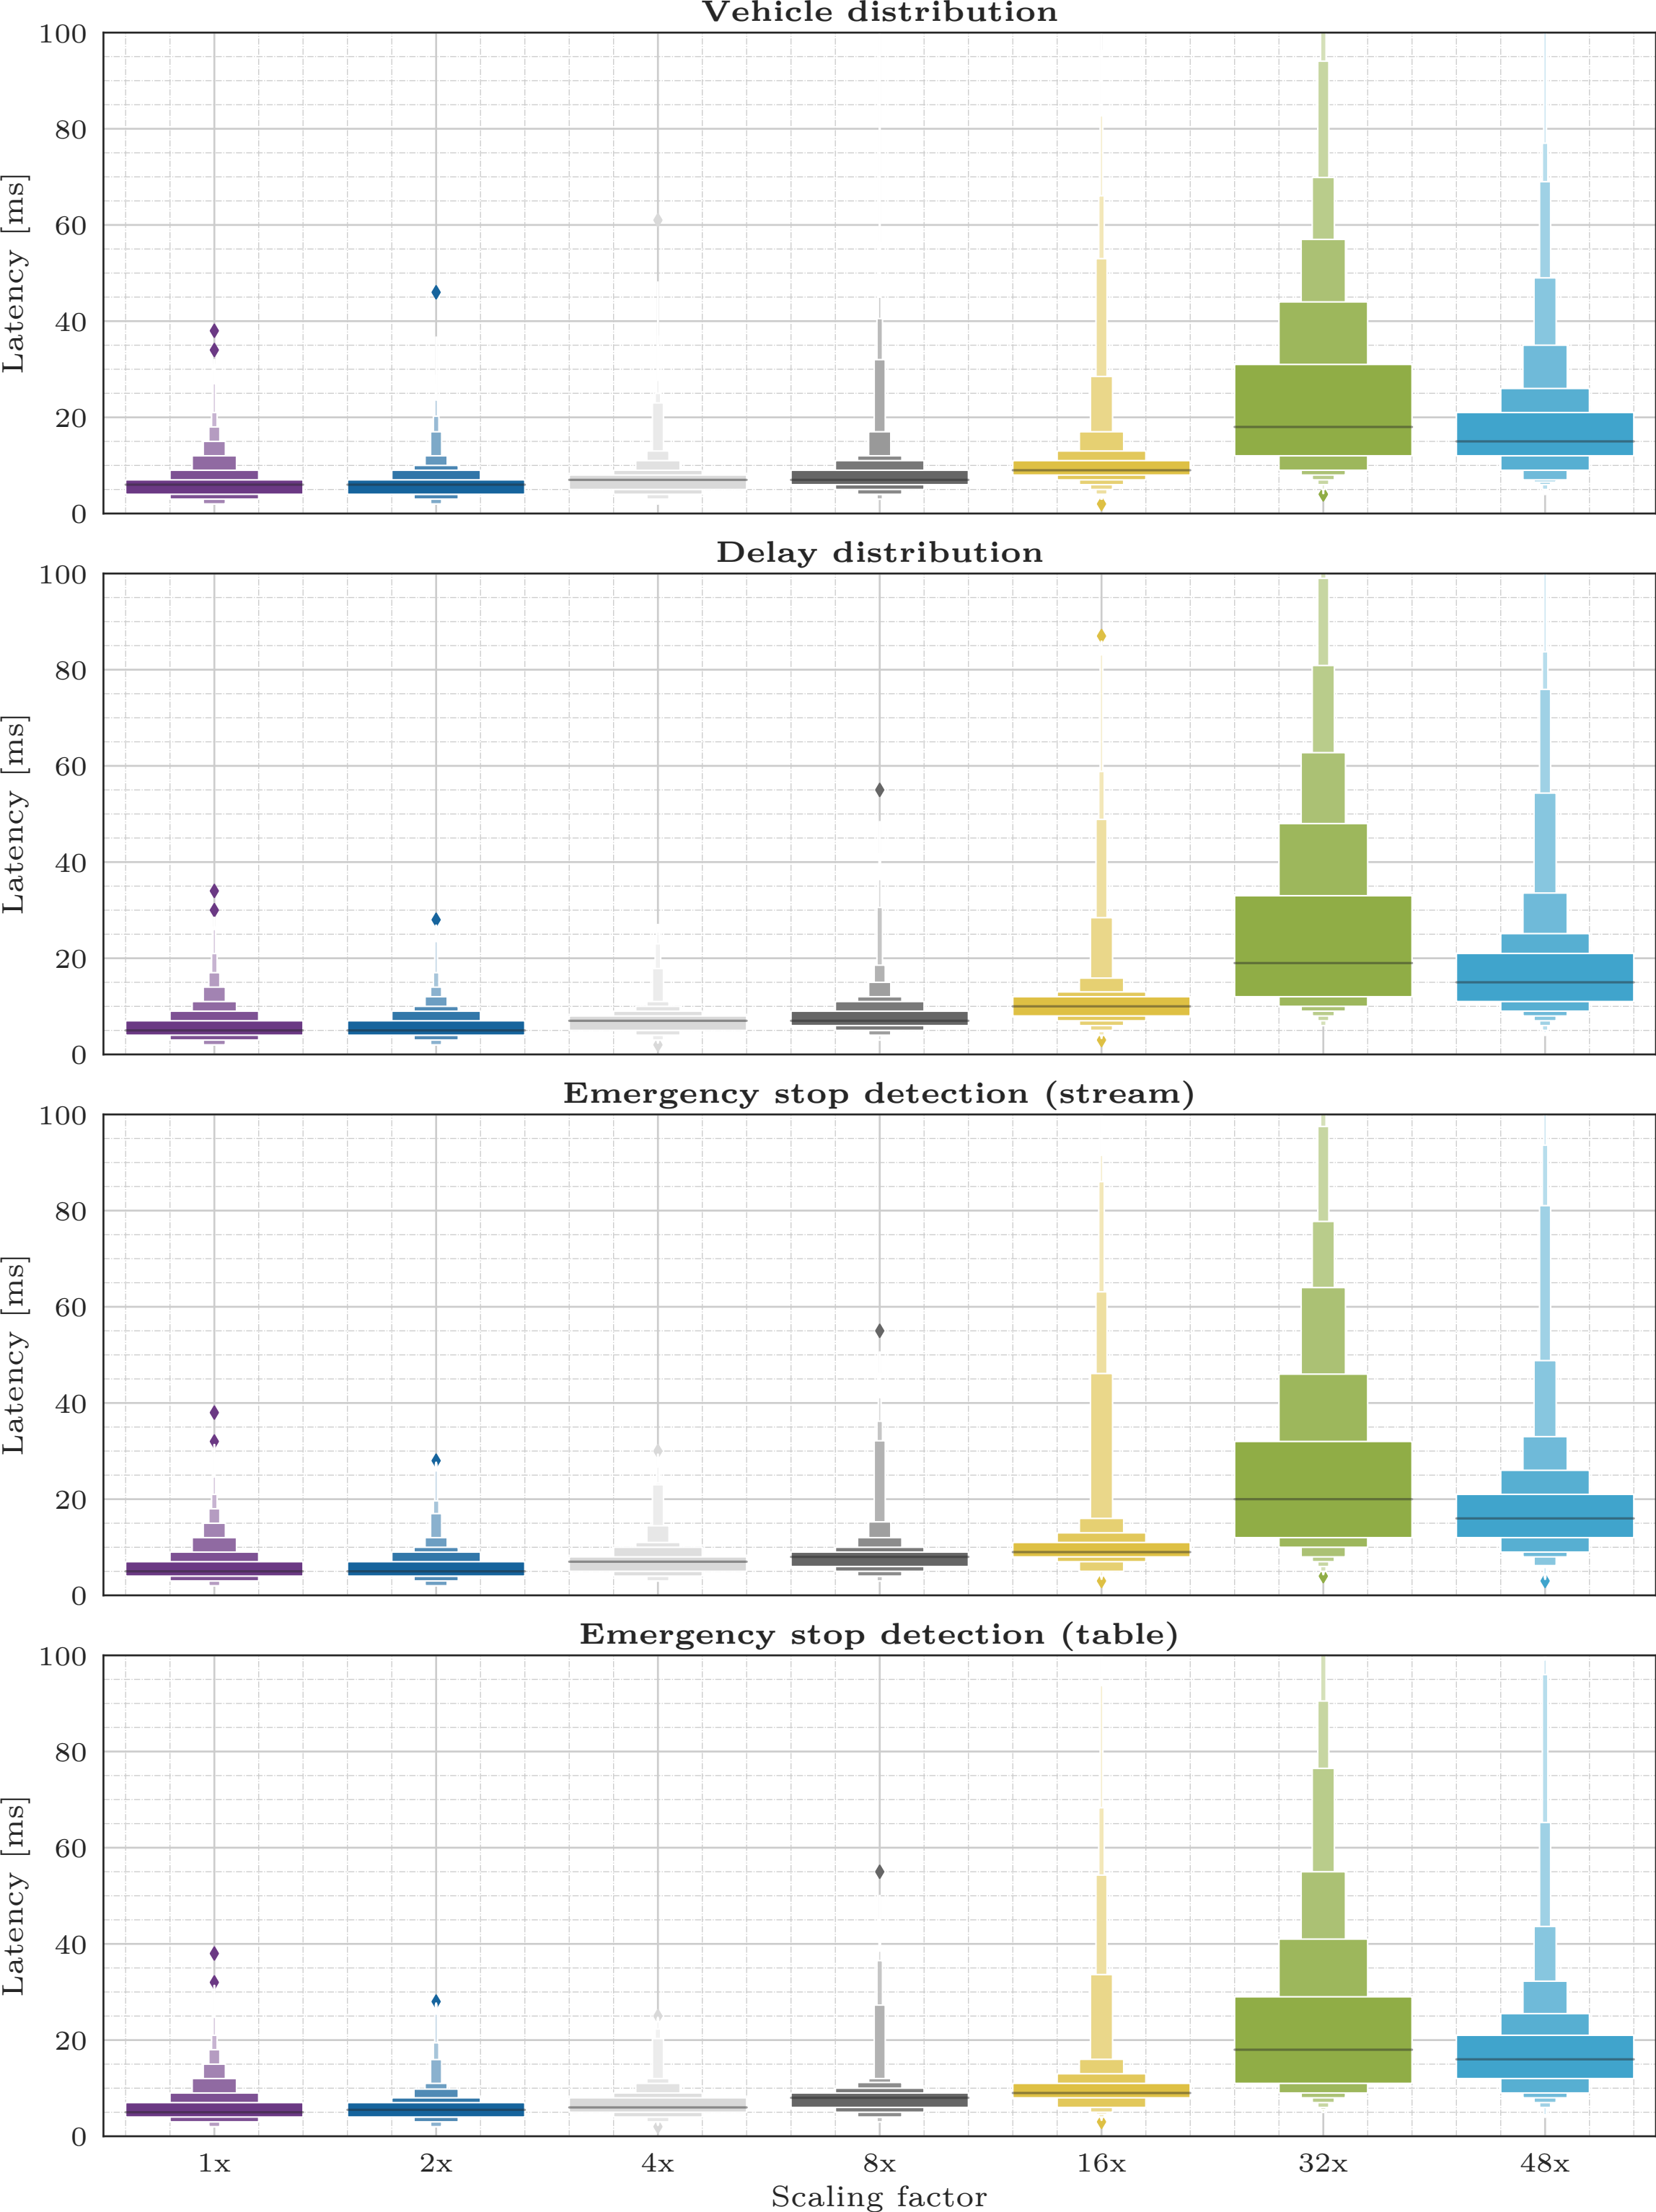 Vehicle distribution
100
80
60
40
20
0
Latency [ms]
Delay distribution
100
80
60
40
20
0
Latency [ms]
Emergency stop detection (stream)
100
80
60
40
20
0
Latency [ms]
Emergency stop detection (table)
100
80
60
40
20
0
Latency [ms]
1x 2x 4x 8x 16x 32x 48x
Scaling factor